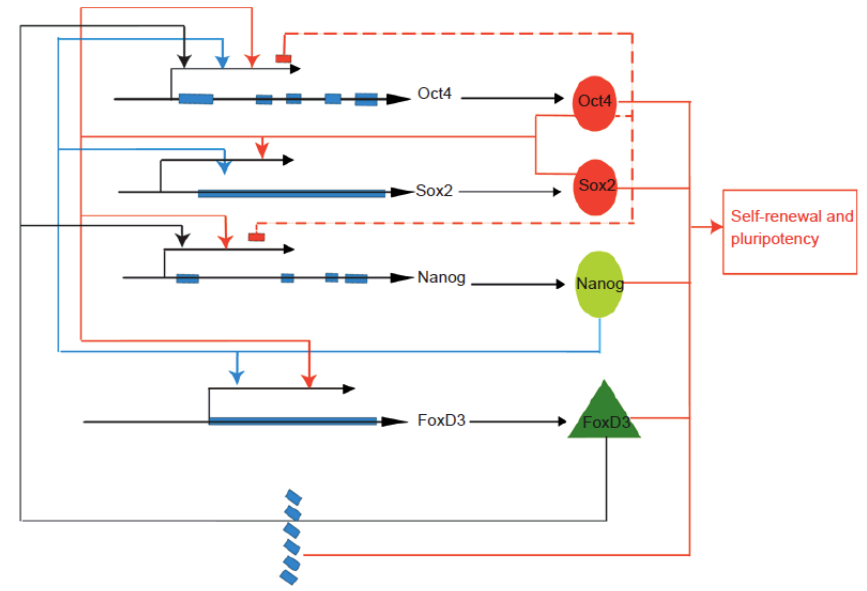 Oct4
Oct4
Sox2
Sox2
Self-renewal and
pluripotency
Nanog
Nanog
FoxD3
FoxD3